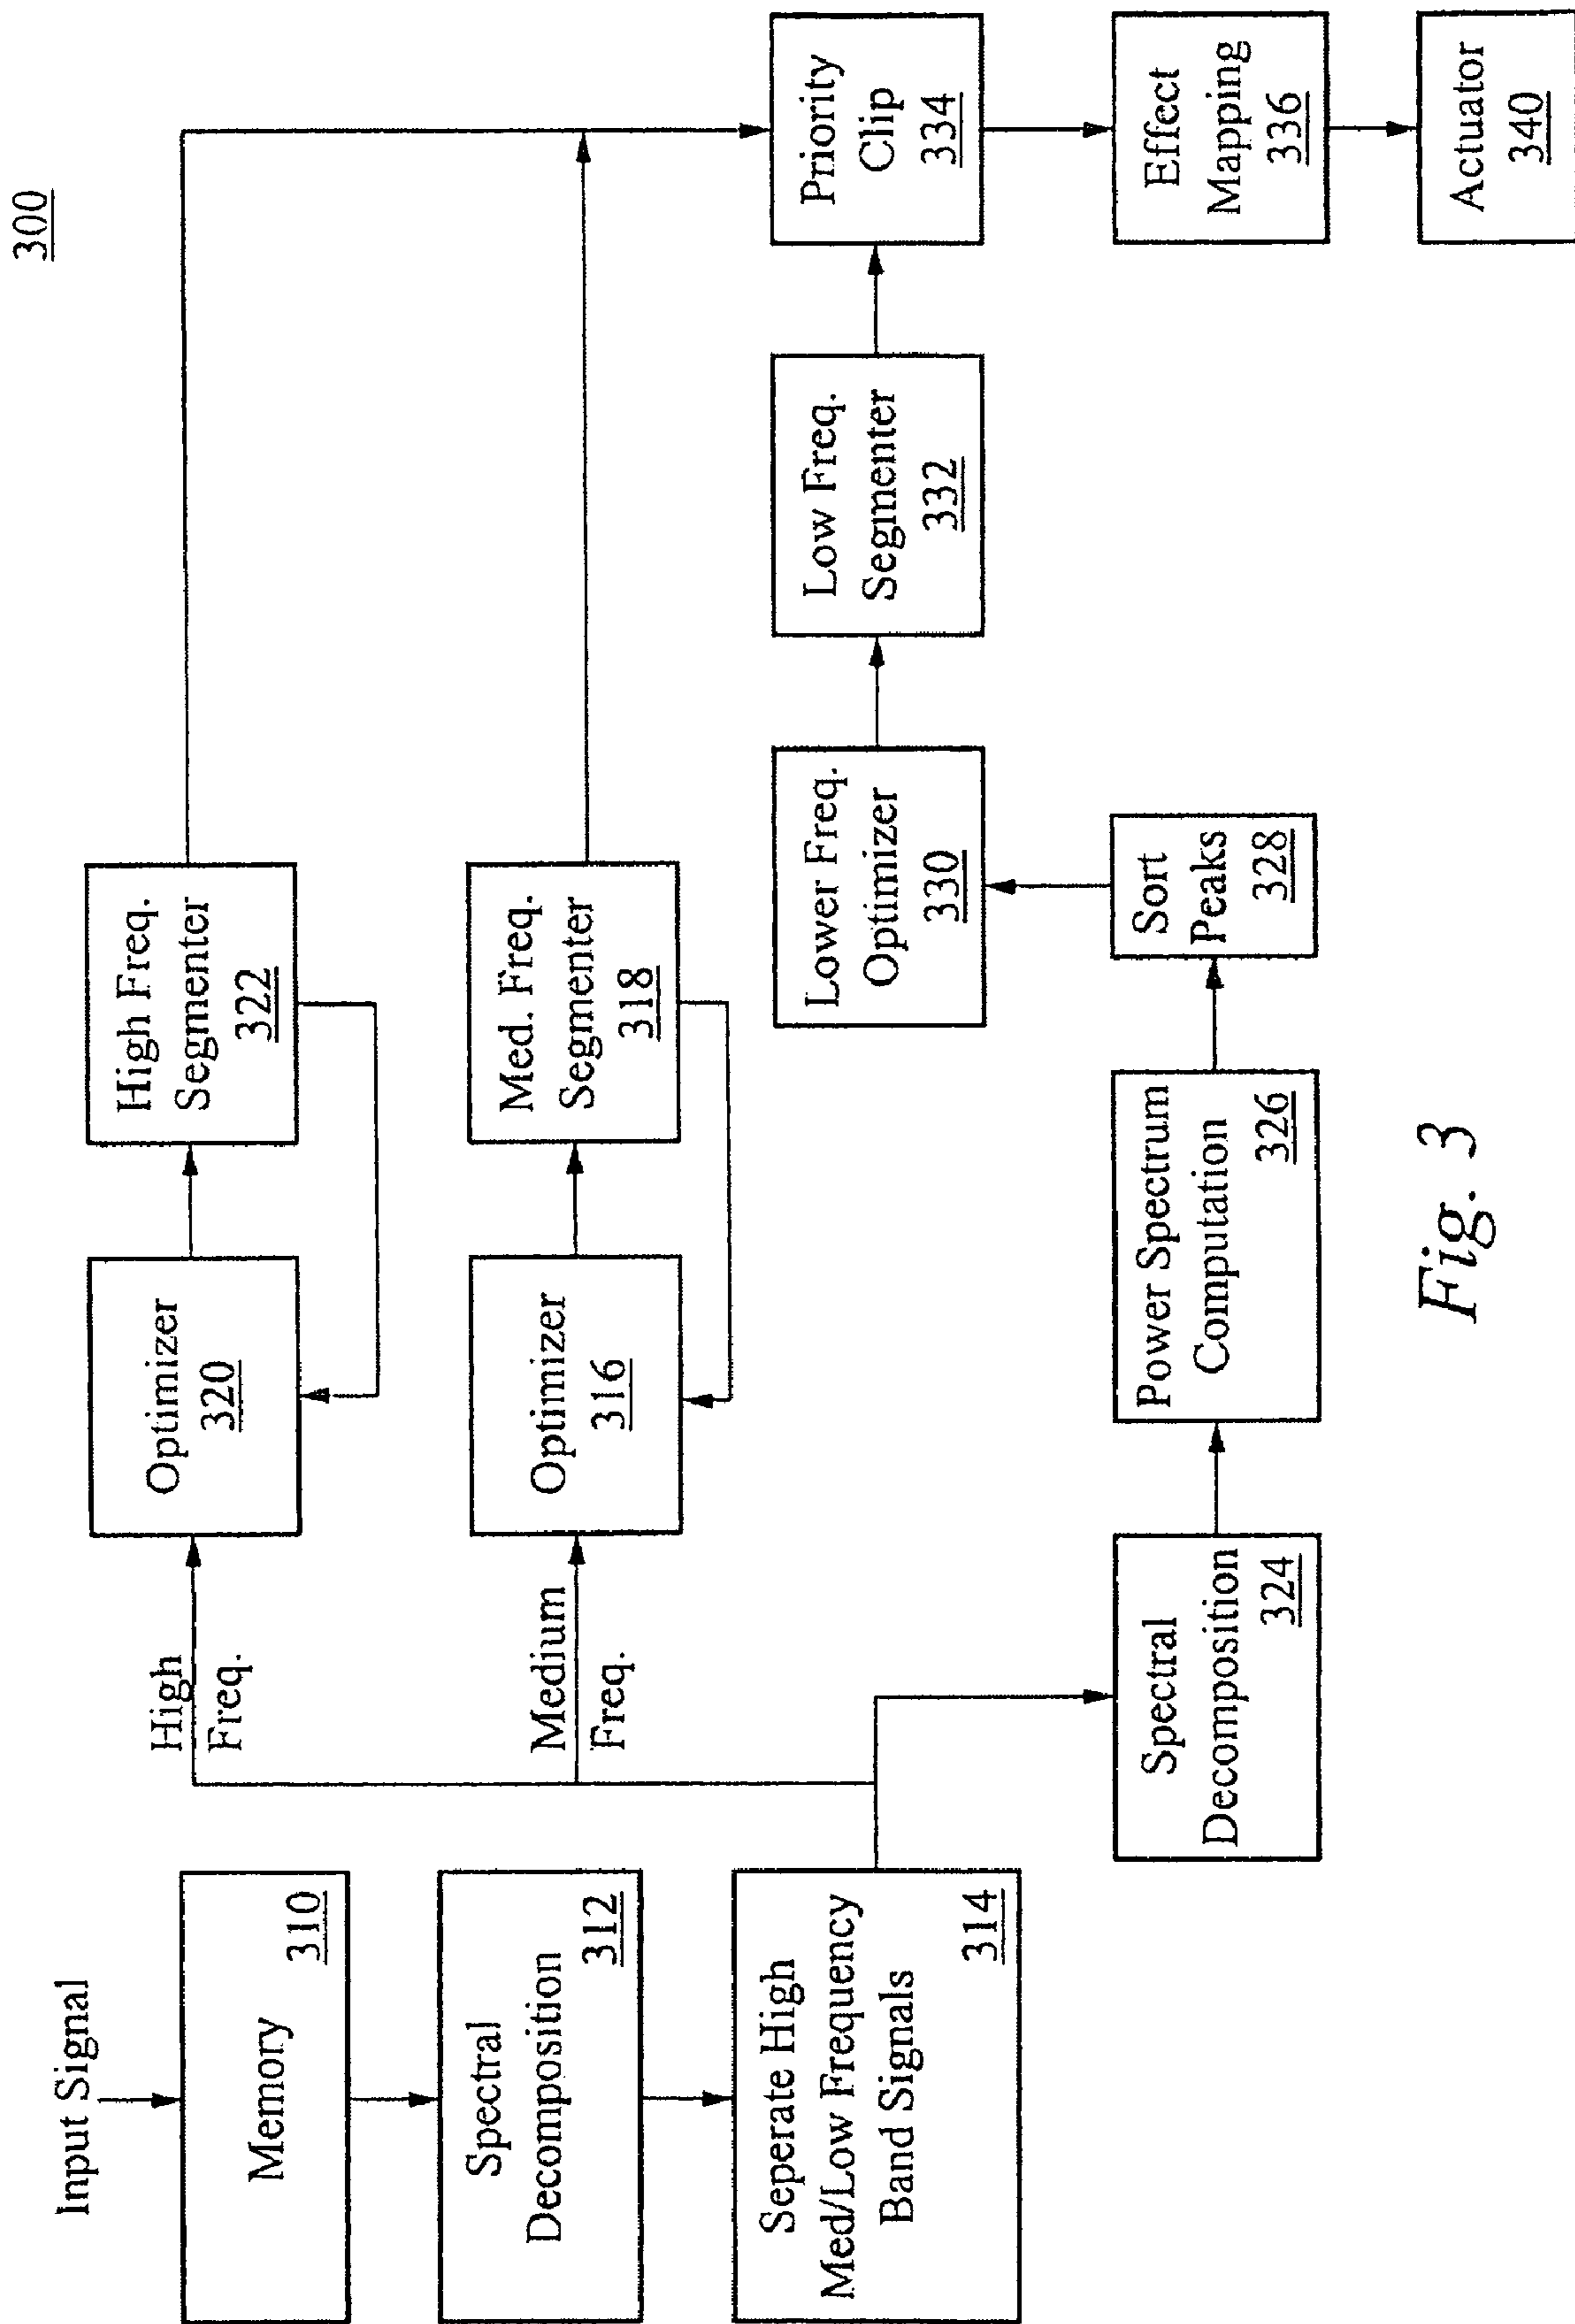 300
Input Signal
Memory
310
Spectral
Decomposition
312
Seperate High
Med/Low Frequency
Band Signals
314
High
Freq.
Optimizer
320
High Freq.
Segmenter
322
Medium
Freq.
Optimizer
316
Med. Freq.
Segmenter
318
Spectral
Decomposition
324
Power Spectrum
Computation
326
Sort
Peaks
328
Lower Freq.
Optimizer
330
Low Freq.
Segmenter
332
Priority
Clip
334
Effect
Mapping
336
Actuator
340
Fig. 3